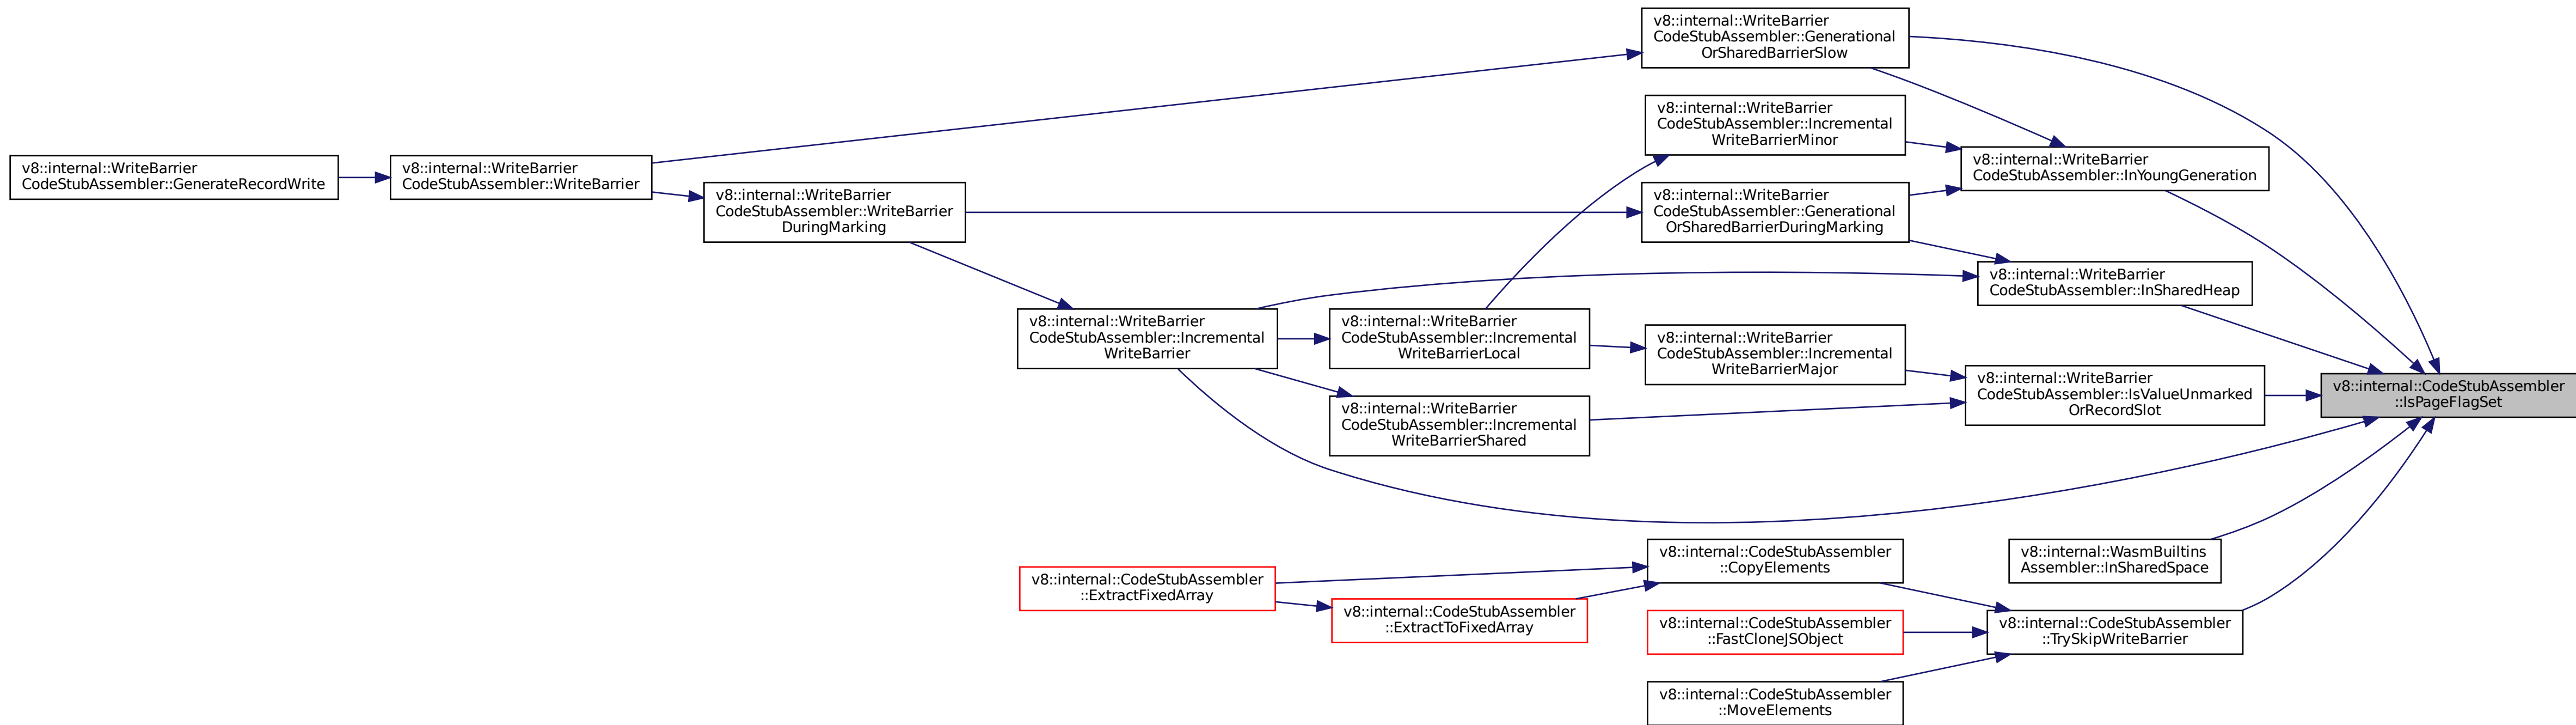 v8::internal::WriteBarrier
CodeStubAssembler::Generational
OrSharedBarrierSlow
v8::internal::WriteBarrier
CodeStubAssembler::Incremental
WriteBarrierMinor
v8::internal::WriteBarrier
CodeStubAssembler::InYoungGeneration
v8::internal::WriteBarrier
CodeStubAssembler::GenerateRecordWrite
v8::internal::WriteBarrier
CodeStubAssembler::WriteBarrier
v8::internal::WriteBarrier
CodeStubAssembler::WriteBarrier
DuringMarking
v8::internal::WriteBarrier
CodeStubAssembler::Generational
OrSharedBarrierDuringMarking
v8::internal::WriteBarrier
CodeStubAssembler::InSharedHeap
v8::internal::WriteBarrier
CodeStubAssembler::Incremental
WriteBarrier
v8::internal::WriteBarrier
CodeStubAssembler::Incremental
WriteBarrierLocal
v8::internal::WriteBarrier
CodeStubAssembler::Incremental
WriteBarrierMajor
v8::internal::WriteBarrier
CodeStubAssembler::IsValueUnmarked
OrRecordSlot
v8::internal::CodeStubAssembler
::IsPageFlagSet
v8::internal::WriteBarrier
CodeStubAssembler::Incremental
WriteBarrierShared
v8::internal::CodeStubAssembler
::CopyElements
v8::internal::WasmBuiltins
Assembler::InSharedSpace
v8::internal::CodeStubAssembler
::ExtractFixedArray
v8::internal::CodeStubAssembler
::ExtractToFixedArray
v8::internal::CodeStubAssembler
::FastCloneJSObject
v8::internal::CodeStubAssembler
::TrySkipWriteBarrier
v8::internal::CodeStubAssembler
::MoveElements